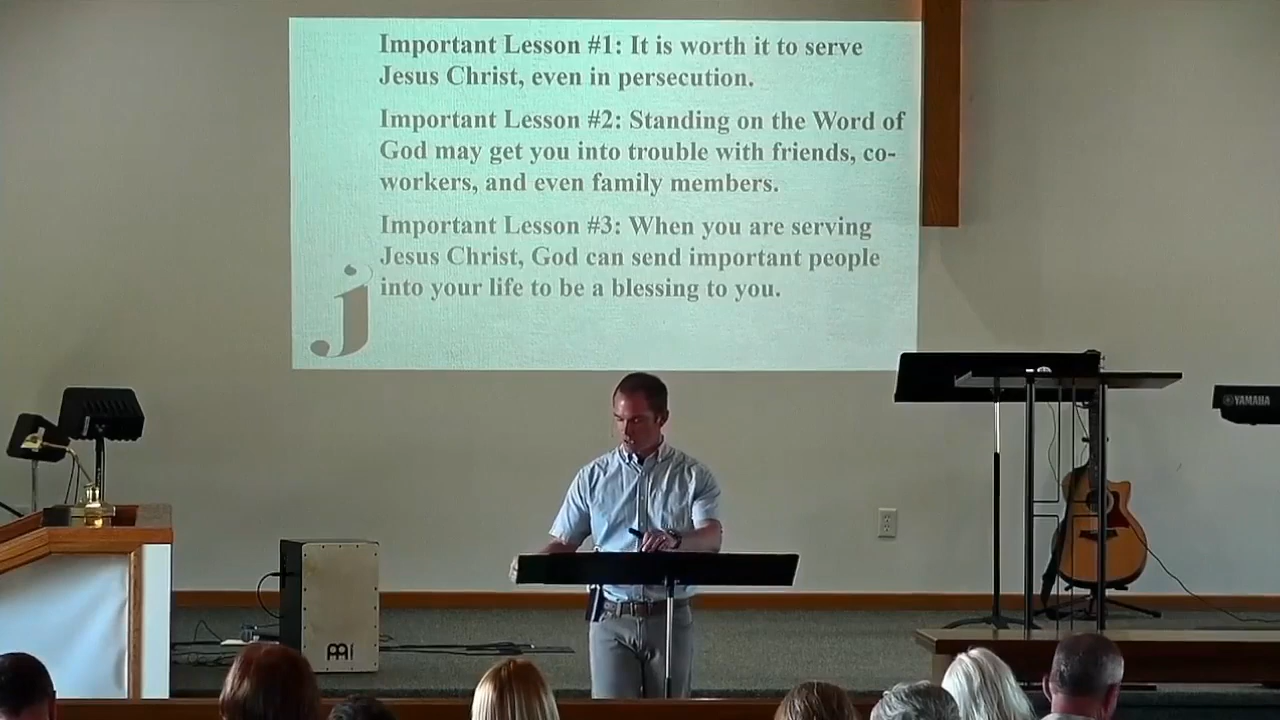 Important Lesson #1: It is worth it to serve
Jesus Christ, even in persecution.
Important Lesson #2: Standing on the Word of
God may get you into trouble with friends, co-
workers, and even family members.
Important Lesson #3: When you are serving
Jesus Christ, God can send important people
into your life to be a blessing to you.
j
YAMAHA